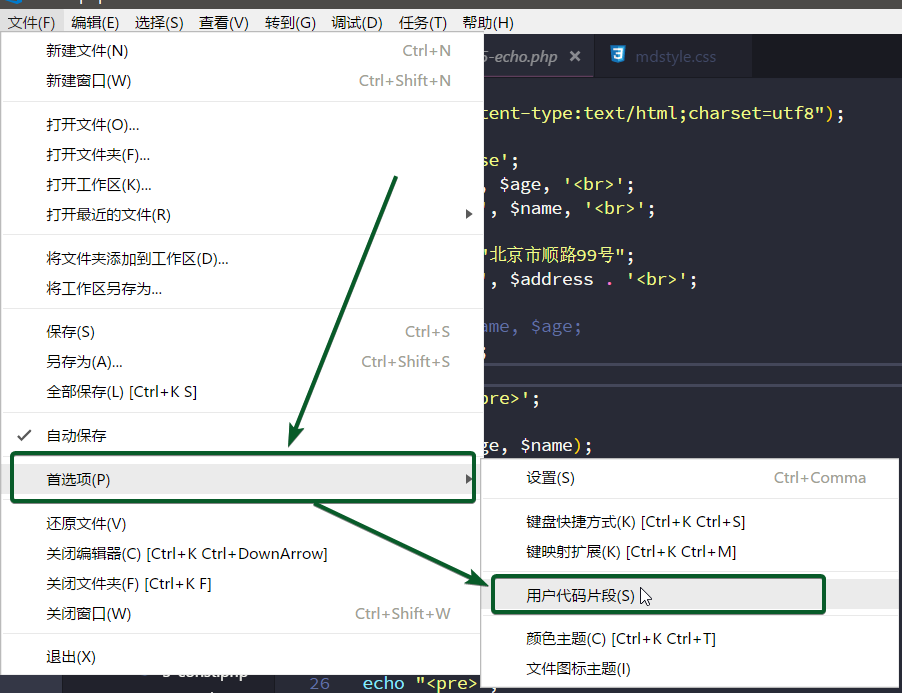 文件(F) 编辑(E) 选择(S) 查看(V) 转到(G) 调试(D) 任务(T) 帮助(H)
新建文件(N) Ctrl+N
新建窗口(W) Ctrl+Shift+N
打开文件(O)...
打开文件夹(F)...
打开工作区(K)...
打开最近的文件(R)
将文件夹添加到工作区(D)...
将工作区另存为...
保存(S) Ctrl+S
另存为(A)... Ctrl+Shift+S
全部保存(L) [Ctrl+K S]
自动保存
首选项(P)
还原文件(V)
关闭编辑器(C) [Ctrl+K Ctrl+DownArrow]
关闭文件夹(F) [Ctrl+K F]
关闭窗口(W) Ctrl+Shift+W
退出(X)
5-echo.php × mdstyle.css
tent-type:text/html;charset=utf8");
se';
, $age, '<br>';
', $name, '<br>';
"北京市顺路99号";
', $address . '<br>';
ame, $age;
;
pre>';
ge, $name);
设置(S) Ctrl+Comma
键盘快捷方式(K) [Ctrl+K Ctrl+S]
键映射扩展(K) [Ctrl+K Ctrl+M]
用户代码片段(S)
颜色主题(C) [Ctrl+K Ctrl+T]
文件图标主题(I)
26 echo "<pre>